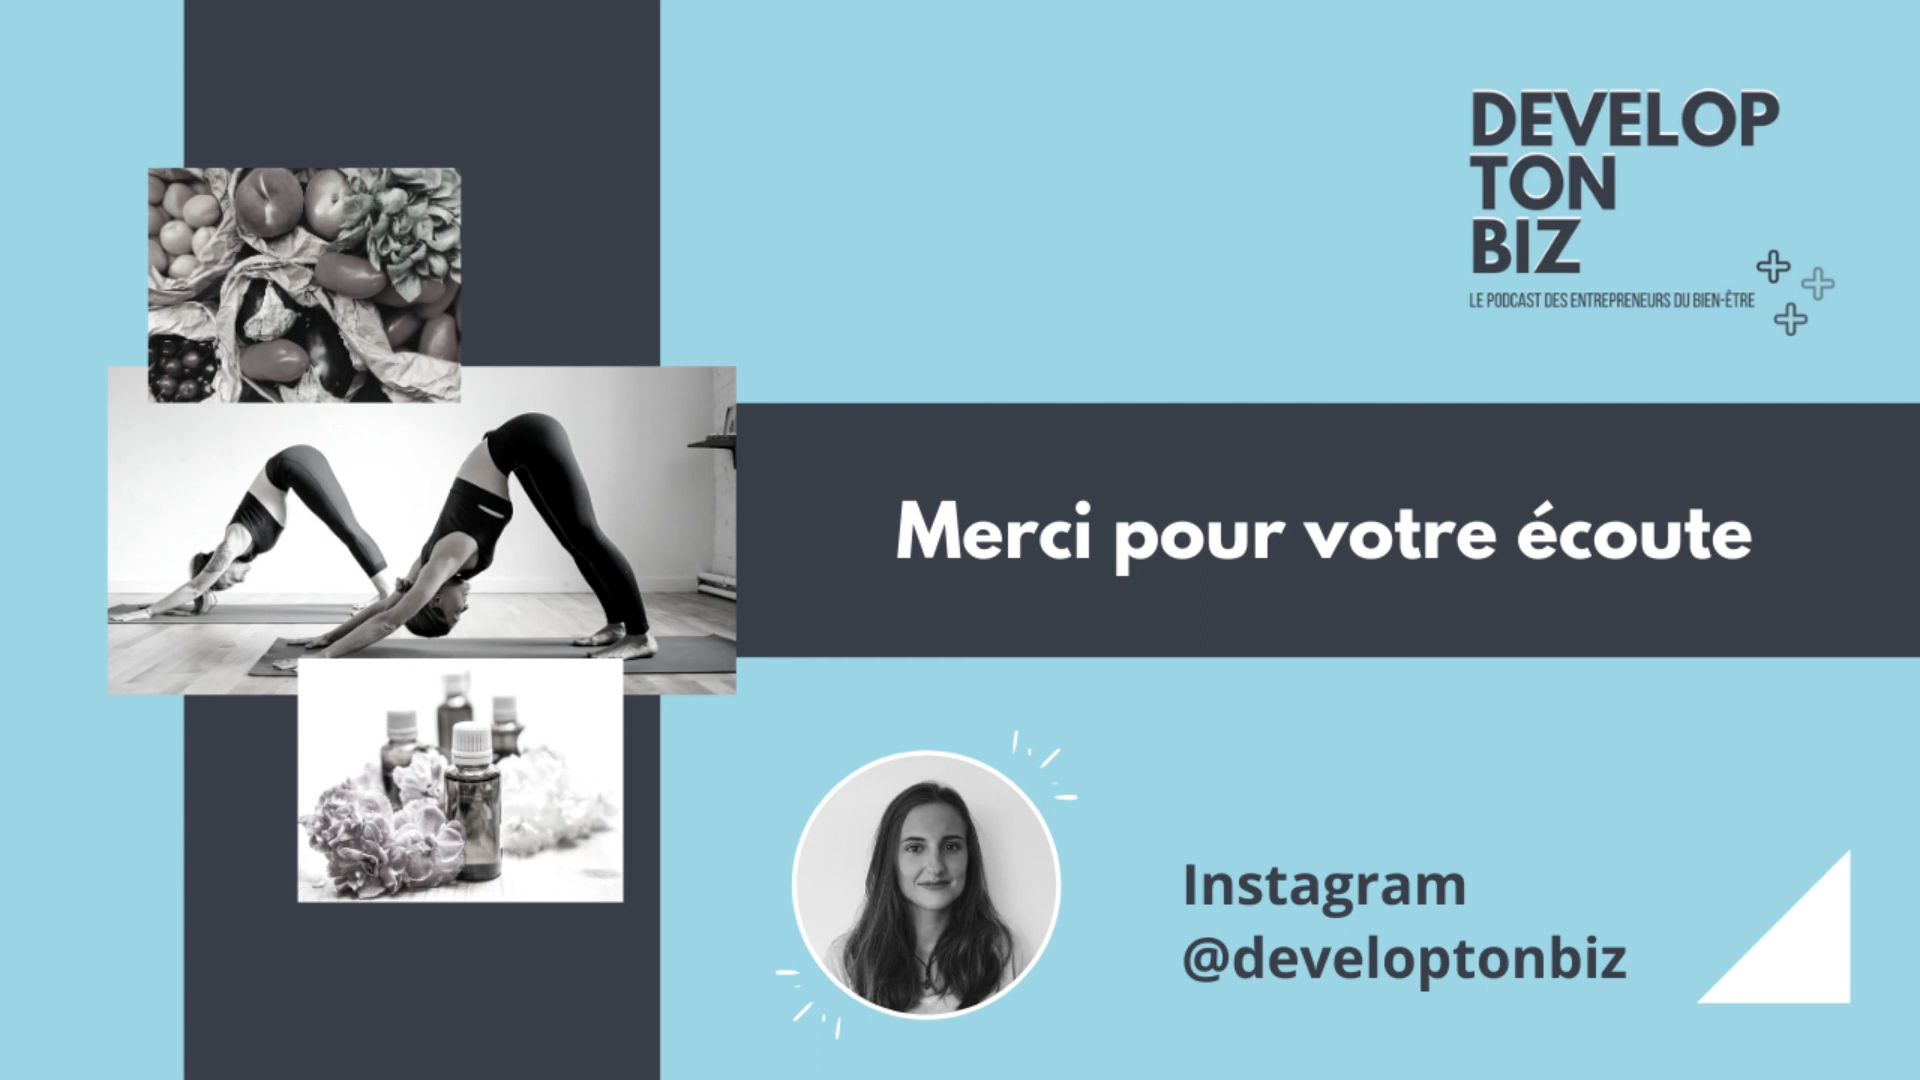 DEVELOP
TON
BIZ
LE PODCAST DES ENTREPRENEURS DU BIEN-ÊTRE
Merci pour votre écoute
Instagram
@developtonbiz